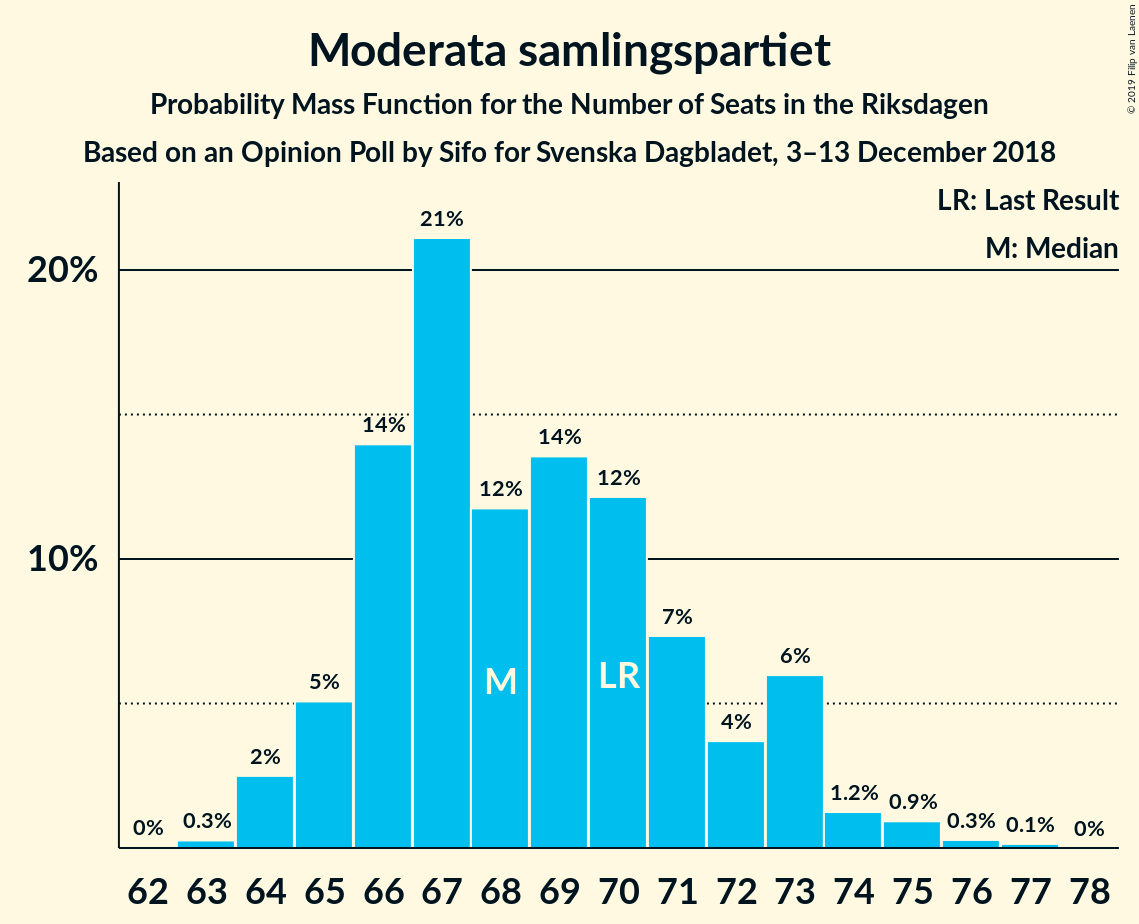 Moderata samlingspartiet
Probability Mass Function for the Number of Seats in the Riksdagen
Based on an Opinion Poll by Sifo for Svenska Dagbladet, 3–13 December 2018
© 2019 Filip van Laenen
LR: Last Result
M: Median
20%
10%
0%
0.3%
2%
5%
14%
21%
12%
14%
12%
7%
4%
6%
1.2%
0.9%
0.3%
0.1%
0%
M
LR
62 63 64 65 66 67 68 69 70 71 72 73 74 75 76 77 78